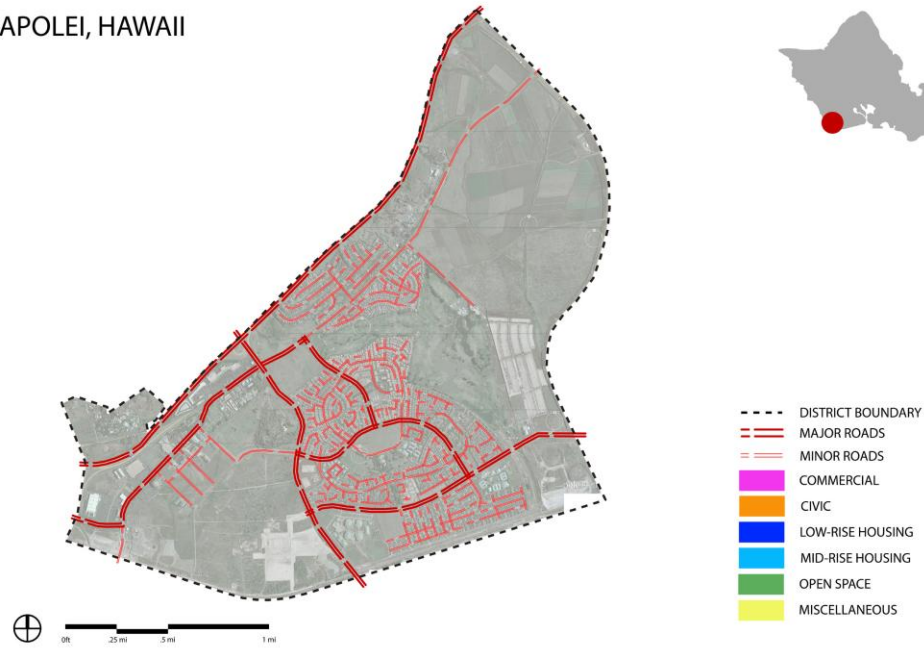 APOLEI, HAWAII
DISTRICT BOUNDARY
MAJOR ROADS
MINOR ROADS
COMMERCIAL
CIVIC
LOW-RISE HOUSING
MID-RISE HOUSING
OPEN SPACE
MISCELLANEOUS
0ft .25 mi .5 mi 1 mi